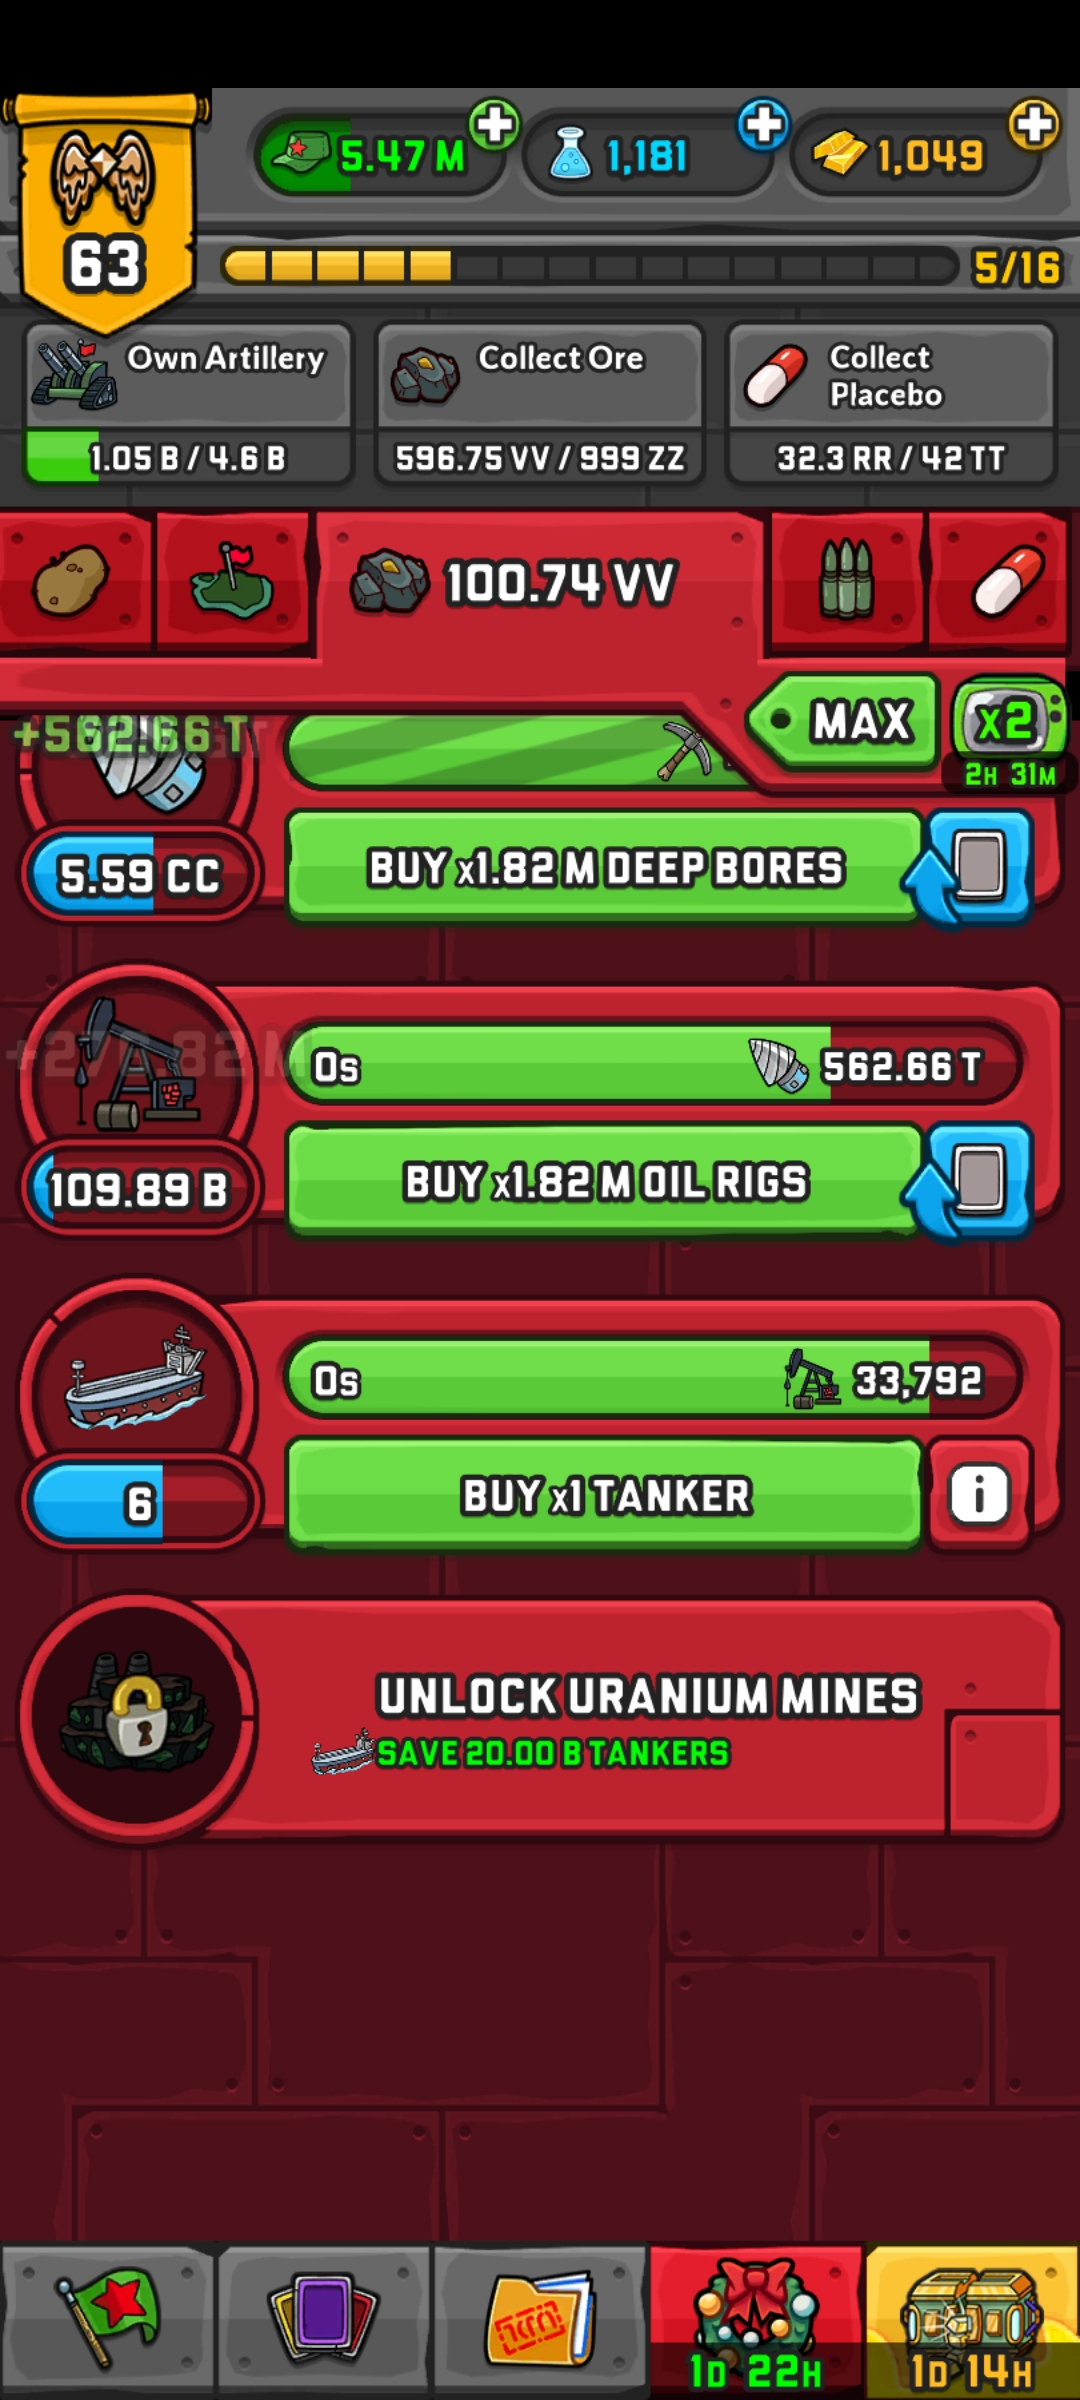 5.47 M
1,181
1,049
63
5/16
Own Artillery
1.05 B / 4.6 B
Collect Ore
596.75 VV / 999 ZZ
Collect
Placebo
32.3 RR / 42 TT
100.74 VV
MAX
x2
2H 31M
+562.66 T
5.59 CC
BUY x1.82 M DEEP BORES
0s
562.66 T
109.89 B
BUY x1.82 M OIL RIGS
0s
33,792
6
BUY x1 TANKER
i
UNLOCK URANIUM MINES
SAVE 20.00 B TANKERS
1D 22H
1D 14H